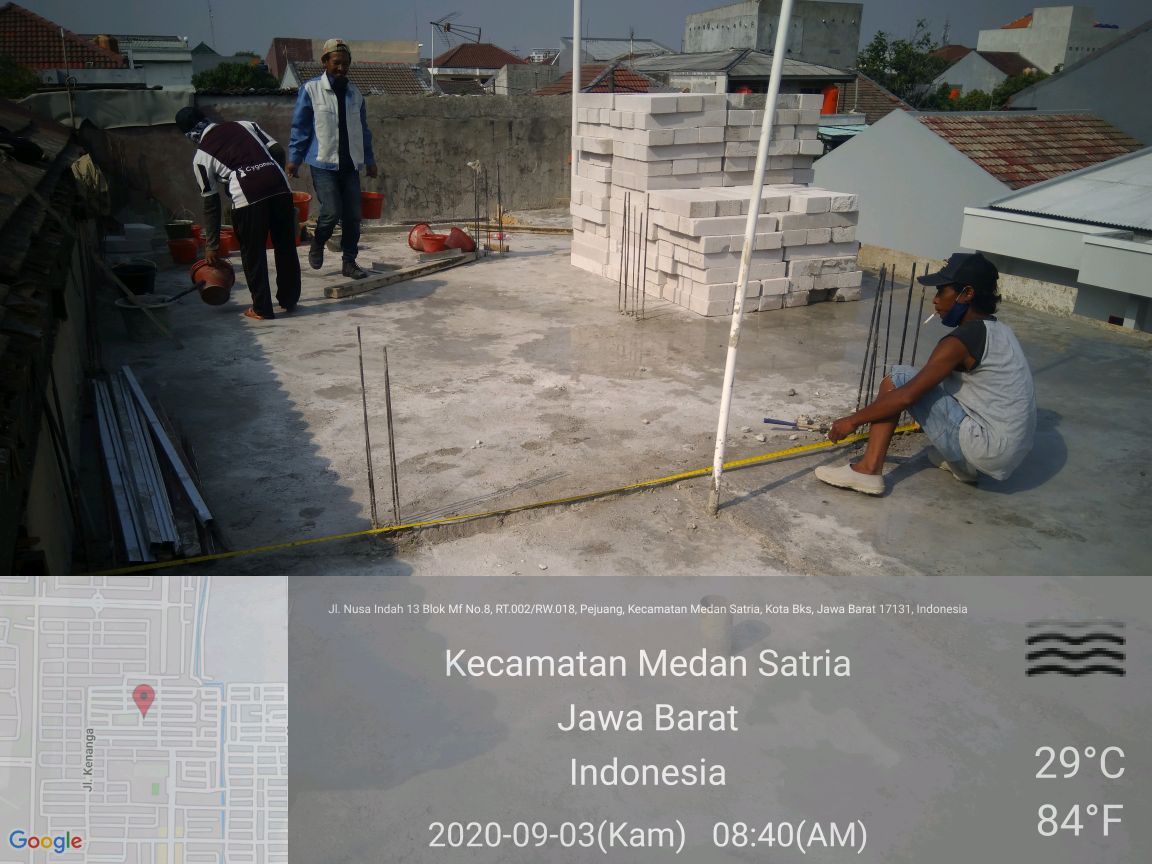 Cygnus
Jl. Nusa Indah 13 Blok Mf No.8, RT.002/RW.018, Pejuang, Kecamatan Medan Satria, Kota Bks, Jawa Barat 17131, Indonesia
Kecamatan Medan Satria
Jawa Barat
Indonesia
2020-09-03(Kam) 08:40(AM)
29°C
84°F
Jl. Kenanga
Google